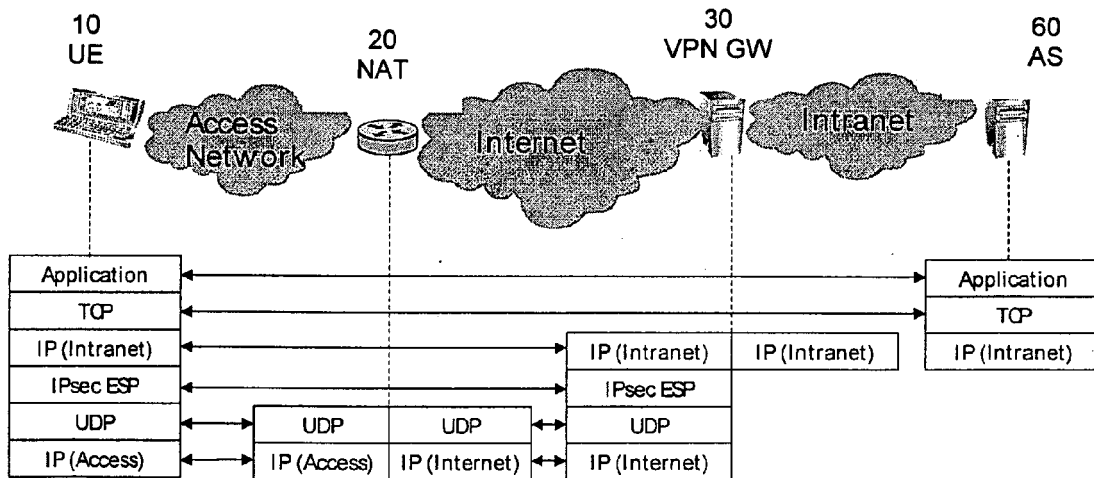 10
UE
20
NAT
30
VPN GW
60
AS
Access
Network
Internet
Intranet
Application
Application
TCP
TCP
IP (Intranet)
IP (Intranet)
IP (Intranet)
IP (Intranet)
IPsec ESP
IPsec ESP
UDP
UDP
UDP
UDP
IP (Access)
IP (Access)
IP (Internet)
IP (Internet)